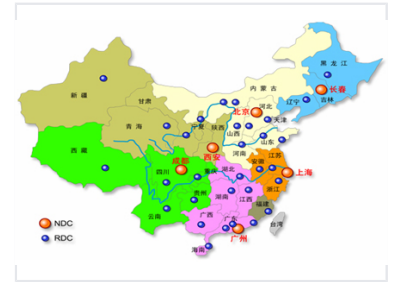 黑龙江
长春
吉林
辽宁
内蒙古
新疆
甘肃
北京
河北
天津
宁夏
陕西
山西
山东
青海
河南
西安
西藏
江苏
安徽
上海
成都
四川
重庆
湖北
浙江
贵州
湖南
江西
云南
福建
广西
广东
广州
台湾
海南
NDC
RDC